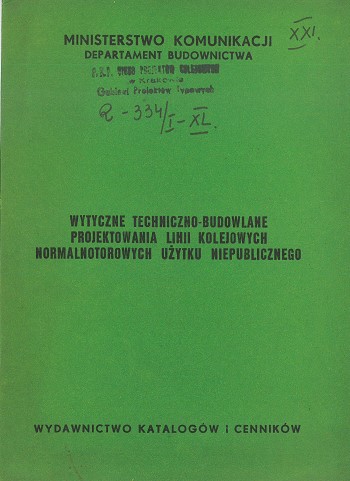 MINISTERSTWO KOMUNIKACJI
DEPARTAMENT BUDOWNICTWA
XXI.
w Krakowie
Gabinet Projektów Typowych
R-334/I-XL.
WYTYCZNE TECHNICZNO-BUDOWLANE
PROJEKTOWANIA LINII KOLEJOWYCH
NORMALNOTOROWYCH UŻYTKU NIEPUBLICZNEGO
WYDAWNICTWO KATALOGÓW i CENNIKÓW